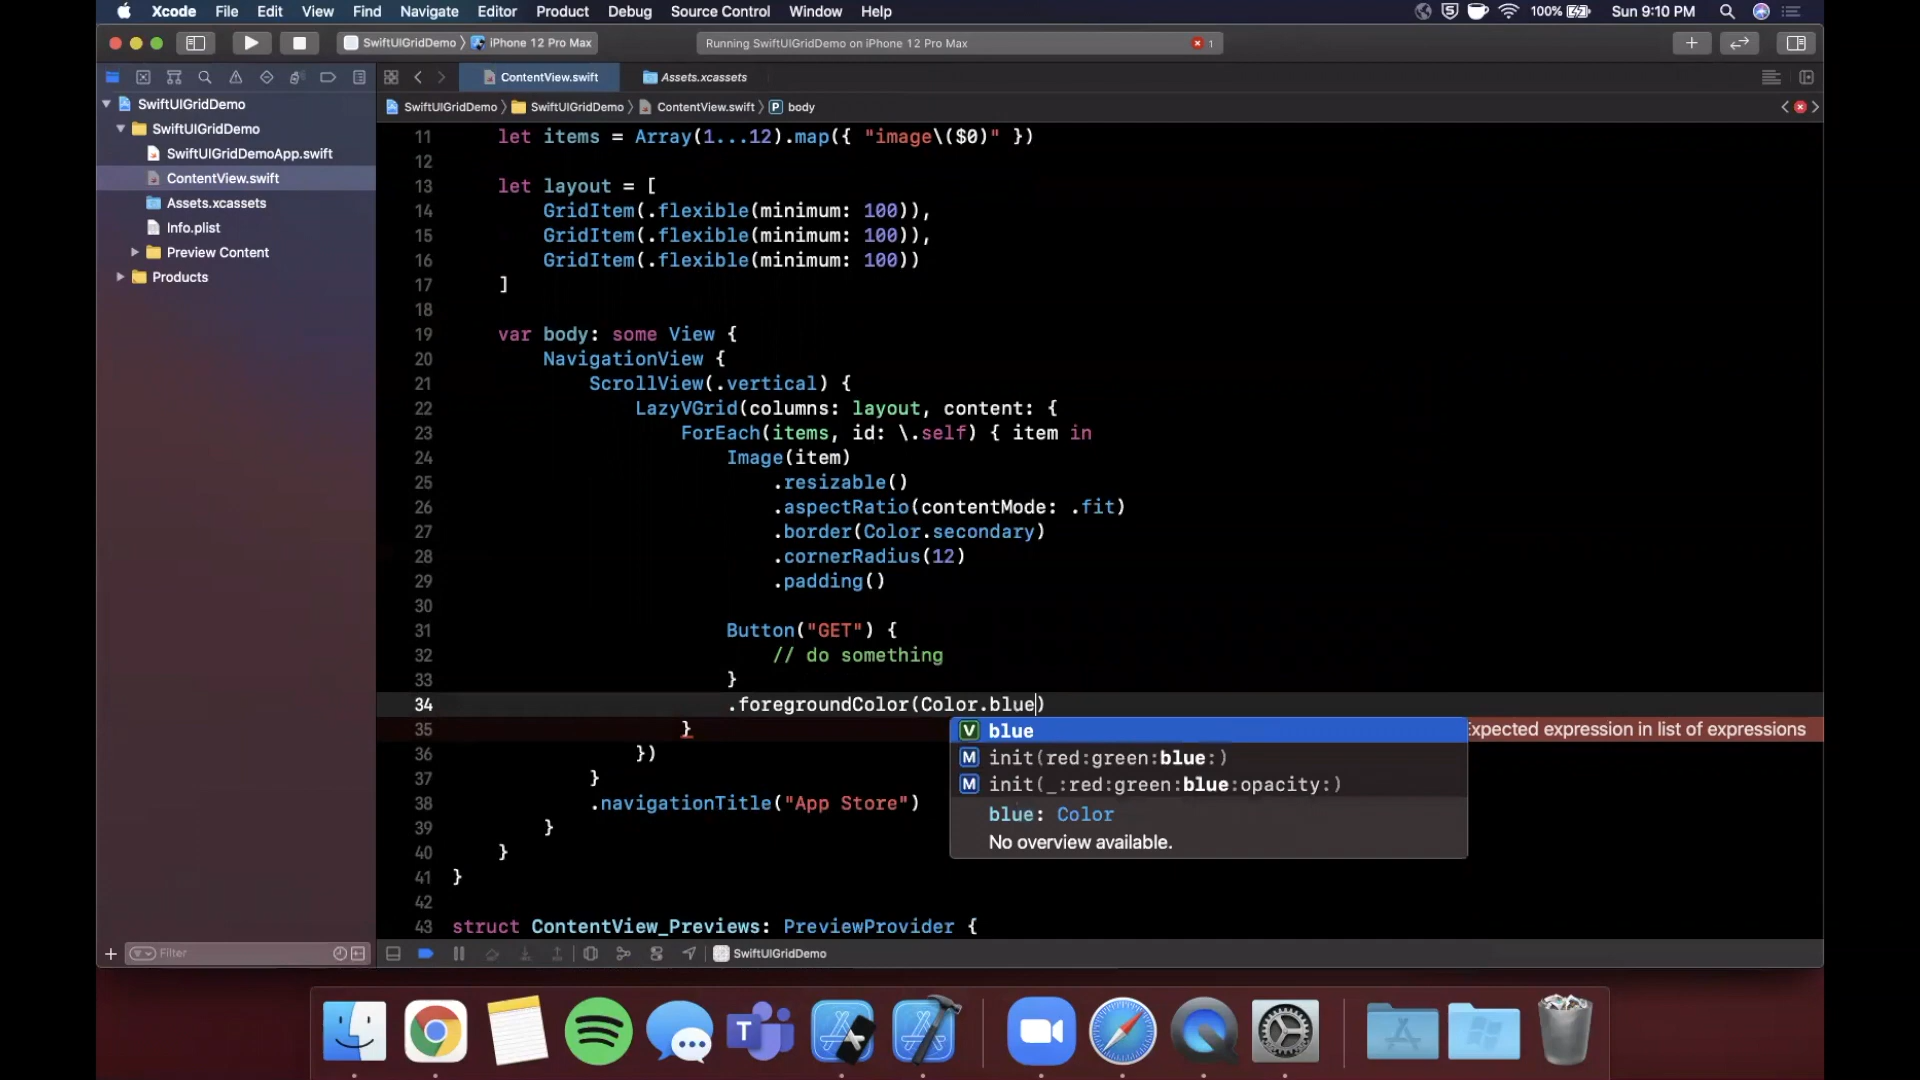 Xcode File Edit View Find Navigate Editor Product Debug Source Control Window Help 100% Sun 9:10 PM
SwiftUIGridDemo iPhone 12 Pro Max Running SwiftUIGridDemo on iPhone 12 Pro Max 1
ContentView.swift Assets.xcassets
SwiftUIGridDemo SwiftUIGridDemo ContentView.swift P body
SwiftUIGridDemo
SwiftUIGridDemo
SwiftUIGridDemoApp.swift
ContentView.swift
Assets.xcassets
Info.plist
Preview Content
Products
11 let items = Array(1...12).map({ "image\($0)" })
12
13 let layout = [
14 GridItem(.flexible(minimum: 100)),
15 GridItem(.flexible(minimum: 100)),
16 GridItem(.flexible(minimum: 100))
17 ]
18
19 var body: some View {
20 NavigationView {
21 ScrollView(.vertical) {
22 LazyVGrid(columns: layout, content: {
23 ForEach(items, id: \.self) { item in
24 Image(item)
25 .resizable()
26 .aspectRatio(contentMode: .fit)
27 .border(Color.secondary)
28 .cornerRadius(12)
29 .padding()
30
31 Button("GET") {
32 // do something
33 }
34 .foregroundColor(Color.blue)
35 } xpected expression in list of expressions
36 })
37 }
38 .navigationTitle("App Store")
39 }
40 }
41 }
42
43 struct ContentView_Previews: PreviewProvider {
V blue
M init(red:green:blue:)
M init(_:red:green:blue:opacity:)
blue: Color
No overview available.
Filter SwiftUIGridDemo